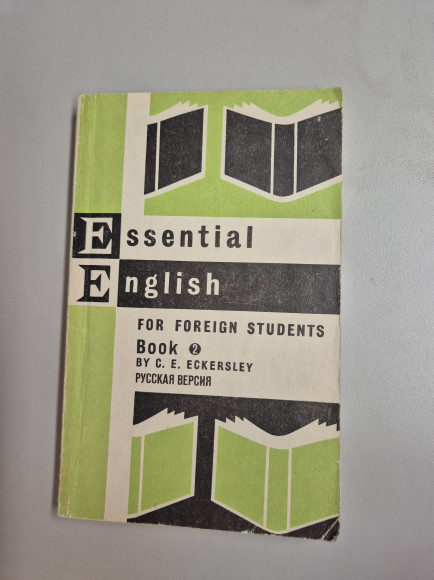 Essential
English
FOR FOREIGN STUDENTS
Book 2
BY C. E. ECKERSLEY
РУССКАЯ ВЕРСИЯ